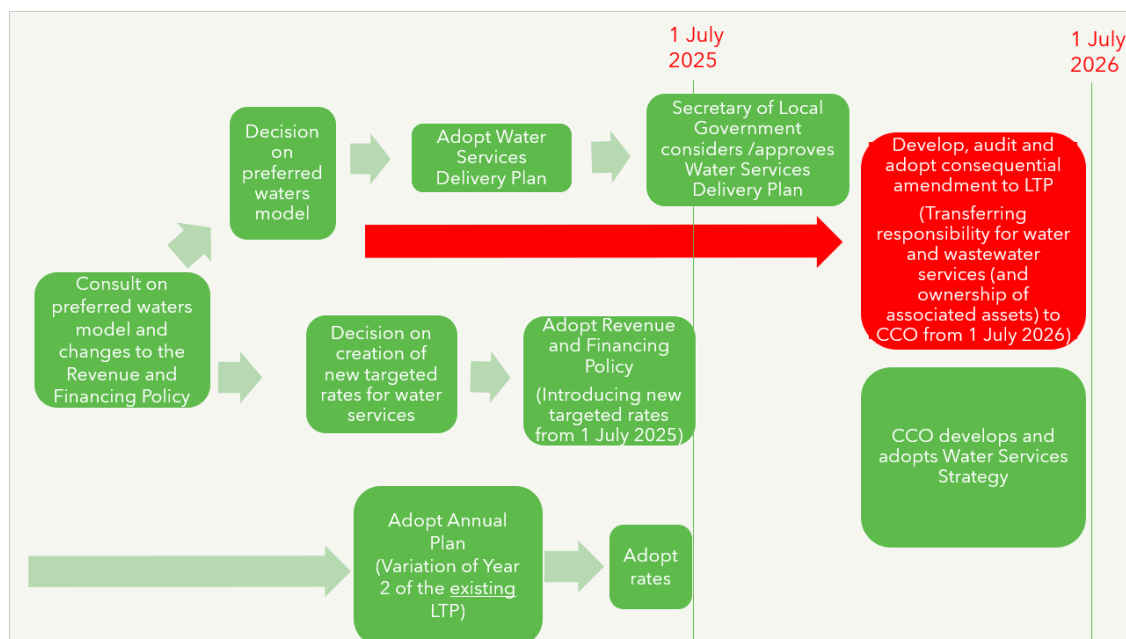 1 July
2025
1 July
2026
Decision
on
preferred
waters
model
Adopt Water
Services
Delivery Plan
Secretary of Local
Government
considers /approves
Water Services
Delivery Plan
Develop, audit and
adopt consequential
amendment to LTP
(Transferring
responsibility for water
and wastewater
services (and
ownership of
associated assets) to
CCO from 1 July 2026)
Consult on
preferred waters
model and
changes to the
Revenue and
Financing Policy
Decision on
creation of
new targeted
rates for water
services
Adopt Revenue
and Financing
Policy
(Introducing new
targeted rates
from 1 July 2025)
CCO develops and
adopts Water Services
Strategy
Adopt Annual
Plan
(Variation of Year
2 of the existing
LTP)
Adopt
rates